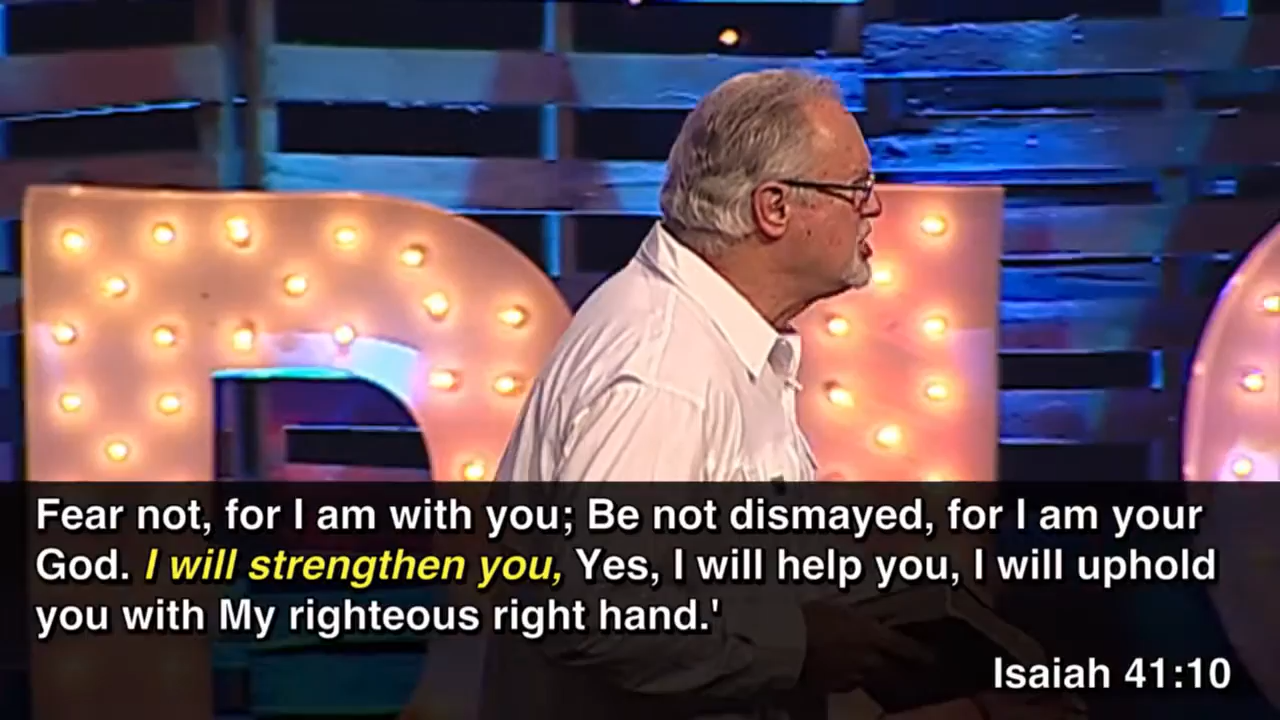 Fear not, for I am with you; Be not dismayed, for I am your
God. I will strengthen you, Yes, I will help you, I will uphold
you with My righteous right hand.'
Isaiah 41:10